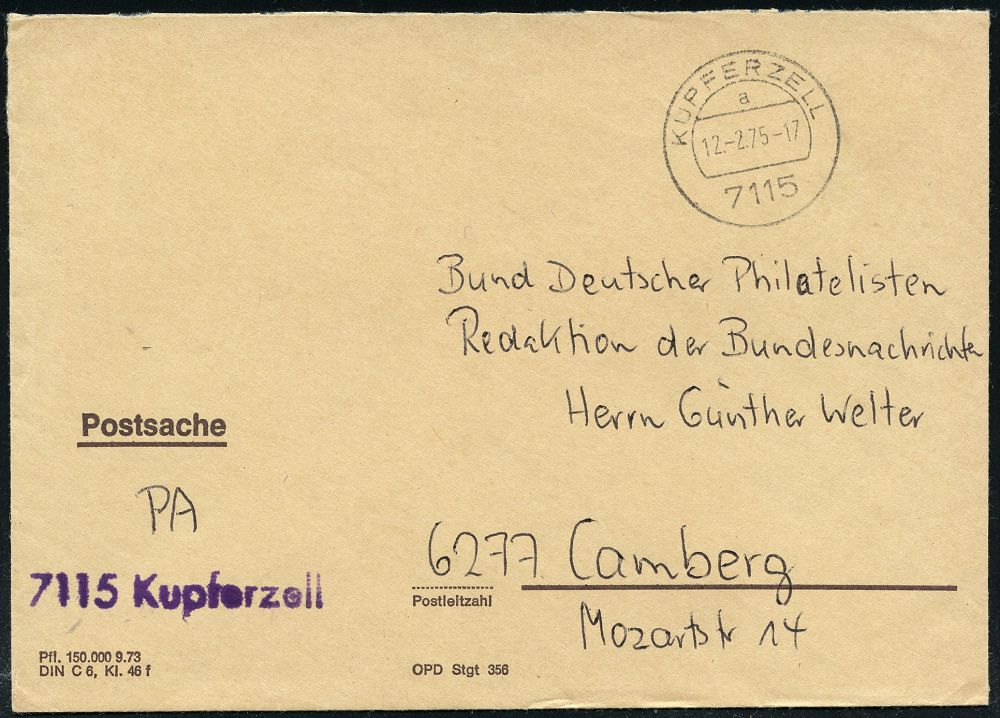 KUPFERZELL
a
12.-2.75-17
7115
Bund Deutscher Philatelisten
Redaktion der Bundesnachrichten
Herrn Günther Welter
Postsache
PA
6277 Camberg
7115 Kupferzell
Postleitzahl
Mozartstr 14
Pfl. 150.000 9.73
DIN C 6, Kl. 46 f
OPD Stgt 356